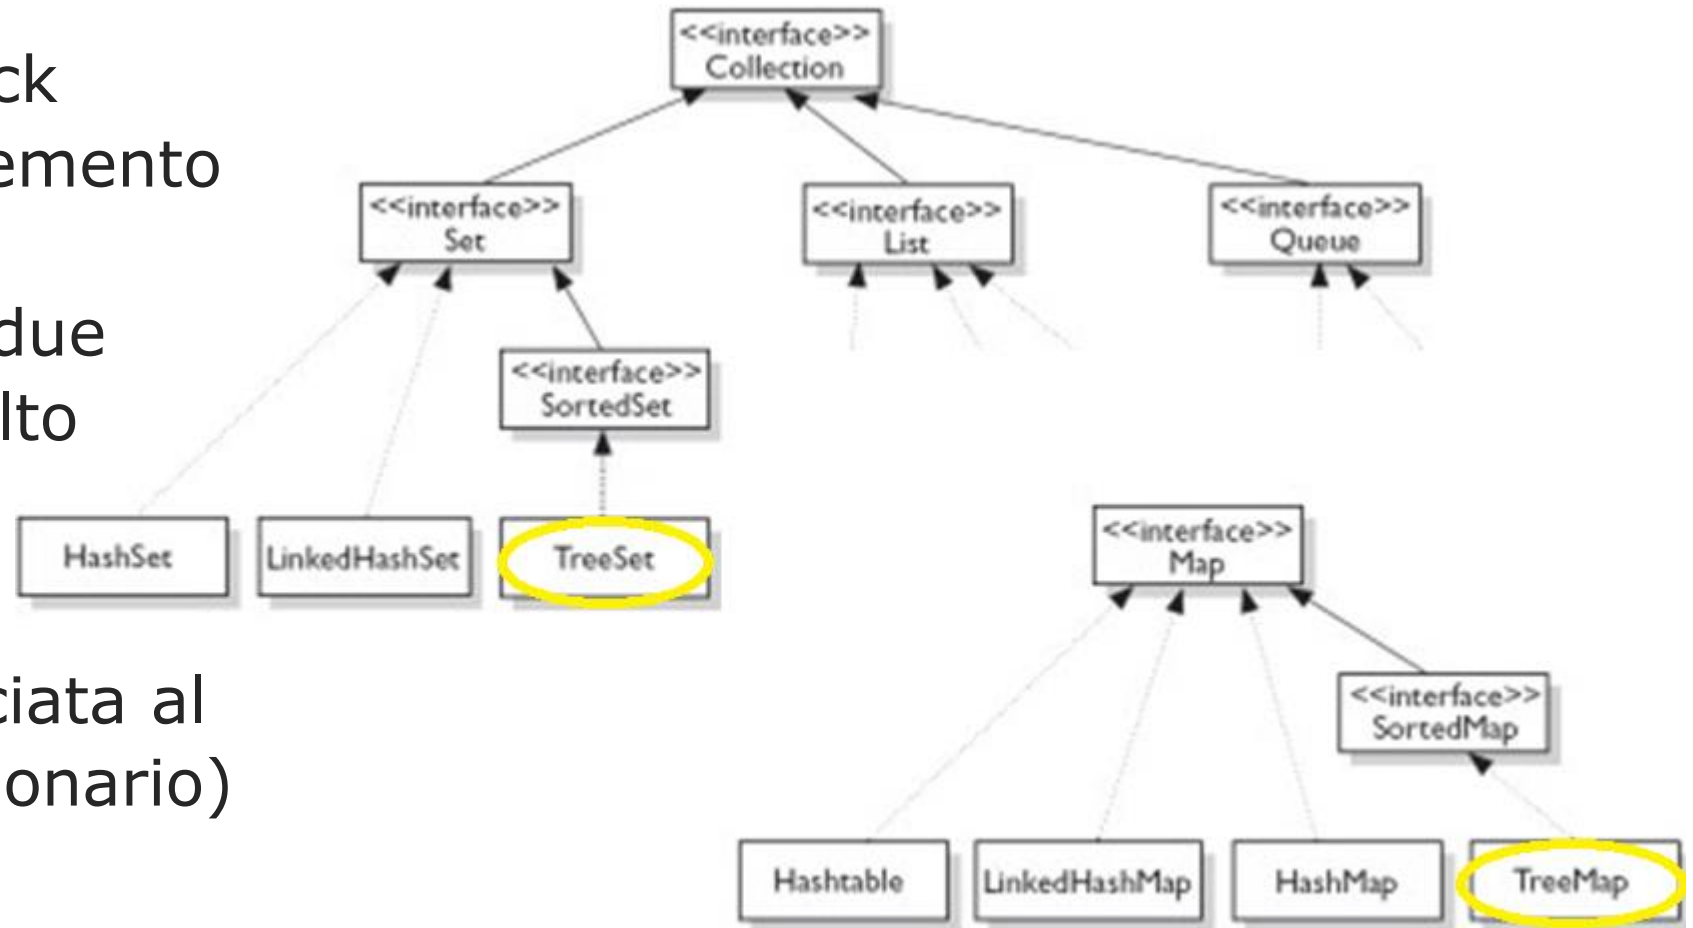 ck
emento
due
lto
ciata al
onario)
<<interface>>
Collection
<<interface>>
Set
<<interface>>
List
<<interface>>
Queue
<<interface>>
SortedSet
HashSet
LinkedHashSet
TreeSet
<<interface>>
Map
<<interface>>
SortedMap
Hashtable
LinkedHashMap
HashMap
TreeMap